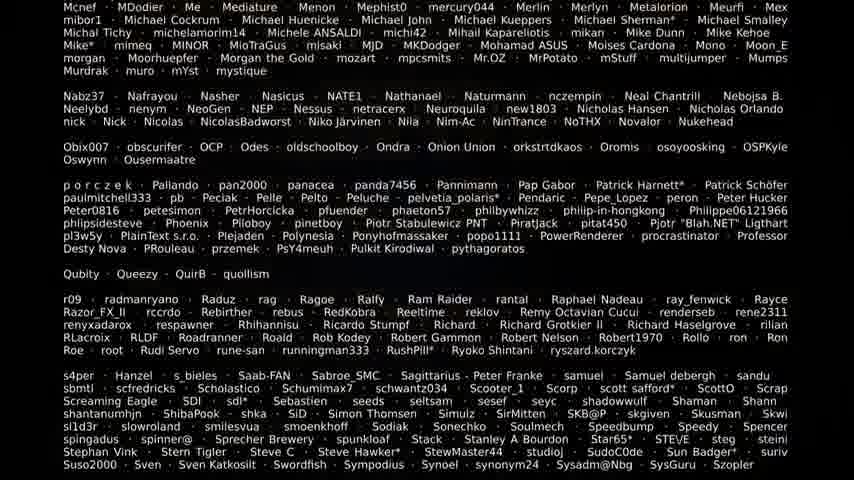 Mcnef · MDodier · Me · Mediature · Menon · Mephist0 · mercury044 · Merlin · Merlyn · Metalorion · Meurfi · Mex
mibor1 · Michael Cockrum · Michael Huenicke · Michael John · Michael Kueppers · Michael Sherman* · Michael Smalley
Michal Tichy · michelamorim14 · Michele ANSALDI · michi42 · Mihail Kapareliotis · mikan · Mike Dunn · Mike Kehoe
Mike* · mimeq · MINOR · MioTraGus · misaki · MJD · MKDodger · Mohamad ASUS · Moises Cardona · Mono · Moon_E
morgan · Moorhuepfer · Morgan the Gold · mozart · mpcsmits · Mr.OZ · MrPotato · mStuff · multijumper · Mumps
Murdrak · muro · mYst · mystique
Nabz37 · Nafrayou · Nasher · Nasicus · NATE1 · Nathanael · Naturmann · nczempin · Neal Chantrill · Nebojsa B.
Neelybd · nenym · NeoGen · NEP · Nessus · netracerx · Neuroquila · new1803 · Nicholas Hansen · Nicholas Orlando
nick · Nick · Nicolas · NicolasBadworst · Niko Järvinen · Nila · Nim-Ac · NinTrance · NoTHX · Novalor · Nukehead
Obix007 · obscurifer · OCP · Odes · oldschoolboy · Ondra · Onion Union · orkstrtdkaos · Oromis · osoyoosking · OSPKyle
Oswynn · Ousermaatre
p o r c z e k · Pallando · pan2000 · panacea · panda7456 · Pannimann · Pap Gabor · Patrick Harnett* · Patrick Schöfer
paulmitchell333 · pb · Peciak · Pelle · Pelto · Peluche · pelvetia_polaris* · Pendaric · Pepe_Lopez · peron · Peter Hucker
Peter0816 · petesimon · PetrHorcicka · pfuender · phaeton57 · philbywhizz · philip-in-hongkong · Philippe06121966
phlipsidesteve · Phoenix · Piloboy · pinetboy · Piotr Stabulewicz PNT · PiratJack · pitat450 · Pjotr "Blah.NET" Ligthart
pl3w5y · PlainText s.r.o. · Plejaden · Polynesia · Ponyhofmassaker · popo1111 · PowerRenderer · procrastinator · Professor
Desty Nova · PRouleau · przemek · PsY4meuh · Pulkit Kirodiwal · pythagoratos
Qubity · Queezy · QuirB · quollism
r09 · radmanryano · Raduz · rag · Ragoe · Ralfy · Ram Raider · rantal · Raphael Nadeau · ray_fenwick · Rayce
Razor_FX_II · rccrdo · Rebirther · rebus · RedKobra · Reeltime · reklov · Remy Octavian Cucui · renderseb · rene2311
renyxadarox · respawner · Rhihannisu · Ricardo Stumpf · Richard · Richard Grotkier II · Richard Haselgrove · rilian
RLacroix · RLDF · Roadranner · Roald · Rob Kodey · Robert Gammon · Robert Nelson · Robert1970 · Rollo · ron · Ron
Roe · root · Rudi Servo · rune-san · runningman333 · RushPill* · Ryoko Shintani · ryszard.korczyk
s4per · Hanzel · s_bieles · Saab-FAN · Sabroe_SMC · Sagittarius - Peter Franke · samuel · Samuel debergh · sandu
sbmtl · scfredricks · Scholastico · Schumimax7 · schwantz034 · Scooter_1 · Scorp · scott safford* · ScottO · Scrap
Screaming Eagle · SDI · sdl* · Sebastien · seeds · seltsam · sesef · seyc · shadowwulf · Shaman · Shann
shantanumhjn · ShibaPooK · shka · SiD · Simon Thomsen · Simulz · SirMitten · SKB@P · skgiven · Skusman · Skwi
sl1d3r · slowroland · smilesvua · smoenkhoff · Sodiak · Sonechko · Soulmech · Speedbump · Speedy · Spencer
spingadus · spinner@ · Sprecher Brewery · spunkloaf · Stack · Stanley A Bourdon · Star65* · STE\/E · steg · steini
Stephan Vink · Stern Tigler · Steve C · Steve Hawker* · StewMaster44 · studioj · SudoC0de · Sun Badger* · suriv
Suso2000 · Sven · Sven Katkosilt · Swordfish · Sympodius · Synoel · synonym24 · Sysadm@Nbg · SysGuru · Szopler